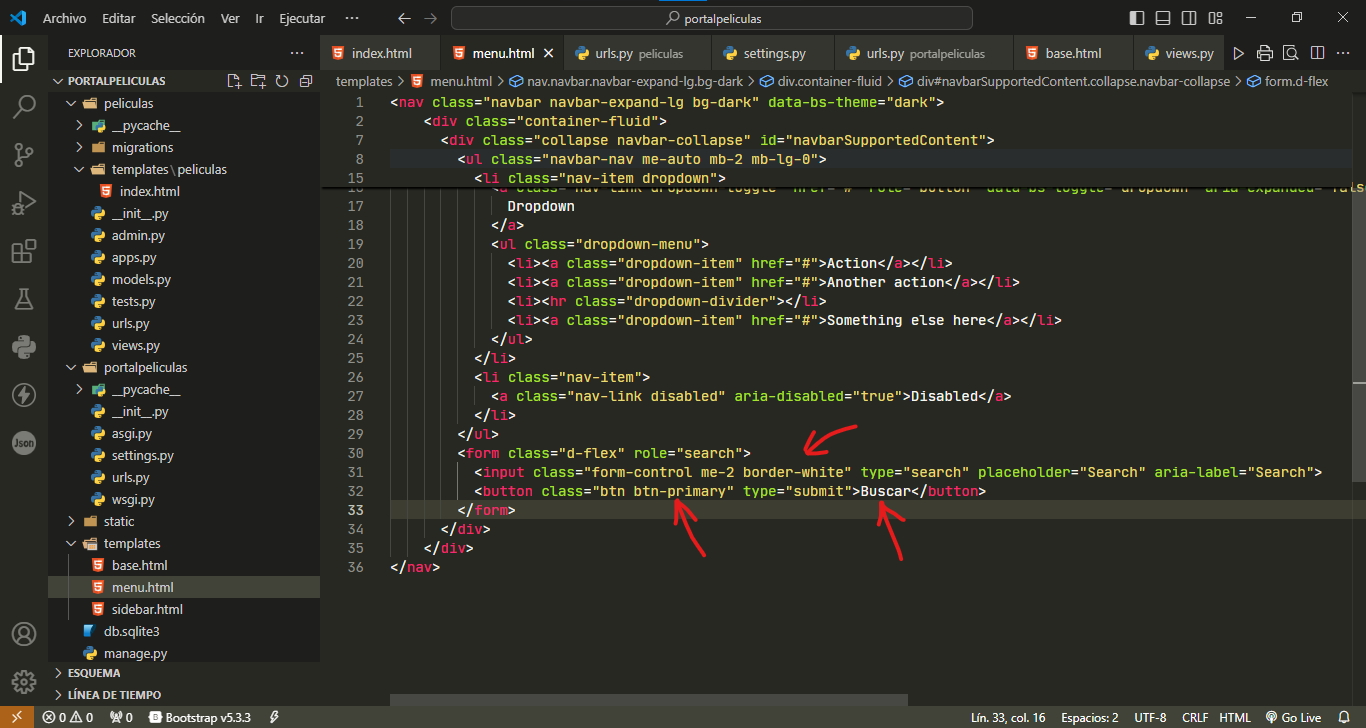 Archivo Editar Selección Ver Ir Ejecutar ··· portalpeliculas
EXPLORADOR ···
index.html menu.html urls.py peliculas settings.py urls.py portalpeliculas base.html views.py ···
PORTALPELICULAS
templates > menu.html > nav.navbar.navbar-expand-lg.bg-dark > div.container-fluid > div#navbarSupportedContent.collapse.navbar-collapse > form.d-flex
peliculas
__pycache__
migrations
templates \ peliculas
index.html
__init__.py
admin.py
apps.py
models.py
tests.py
urls.py
views.py
portalpeliculas
__pycache__
__init__.py
asgi.py
settings.py
urls.py
wsgi.py
static
templates
base.html
menu.html
sidebar.html
db.sqlite3
manage.py
ESQUEMA
LÍNEA DE TIEMPO
Json
1 <nav class="navbar navbar-expand-lg bg-dark" data-bs-theme="dark">
2 <div class="container-fluid">
7 <div class="collapse navbar-collapse" id="navbarSupportedContent">
8 <ul class="navbar-nav me-auto mb-2 mb-lg-0">
15 <li class="nav-item dropdown">
17 Dropdown
18 </a>
19 <ul class="dropdown-menu">
20 <li><a class="dropdown-item" href="#">Action</a></li>
21 <li><a class="dropdown-item" href="#">Another action</a></li>
22 <li><hr class="dropdown-divider"></li>
23 <li><a class="dropdown-item" href="#">Something else here</a></li>
24 </ul>
25 </li>
26 <li class="nav-item">
27 <a class="nav-link disabled" aria-disabled="true">Disabled</a>
28 </li>
29 </ul>
30 <form class="d-flex" role="search">
31 <input class="form-control me-2 border-white" type="search" placeholder="Search" aria-label="Search">
32 <button class="btn btn-primary" type="submit">Buscar</button>
33 </form>
34 </div>
35 </div>
36 </nav>
0 0 0 Bootstrap v5.3.3 Lín. 33, col. 16 Espacios: 2 UTF-8 CRLF HTML Go Live